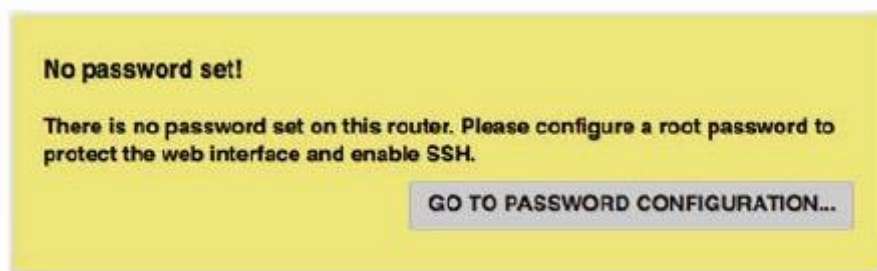 No password set!
There is no password set on this router. Please configure a root password to
protect the web interface and enable SSH.
GO TO PASSWORD CONFIGURATION...